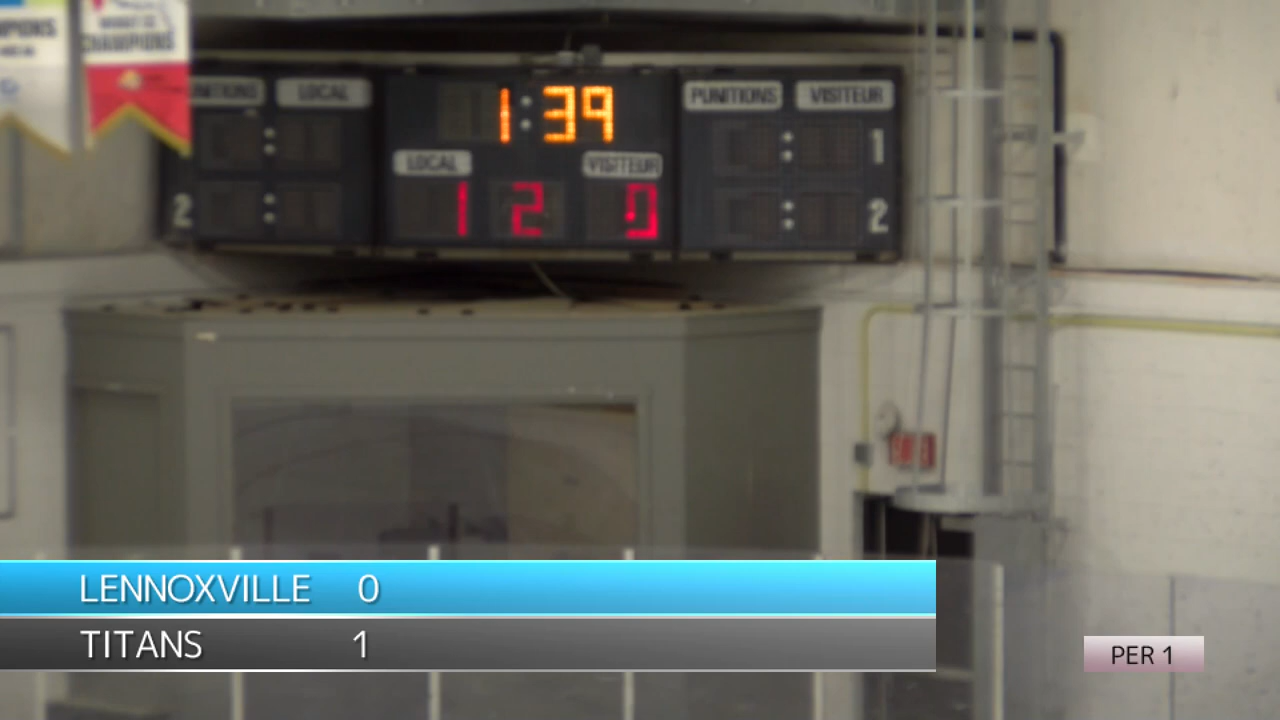 CHAMPIONS
LOCAL
1:39
PUNITIONS VISITEUR
1
LOCAL VISITEUR
2 1 2 0 2
LENNOXVILLE 0
TITANS 1
PER 1